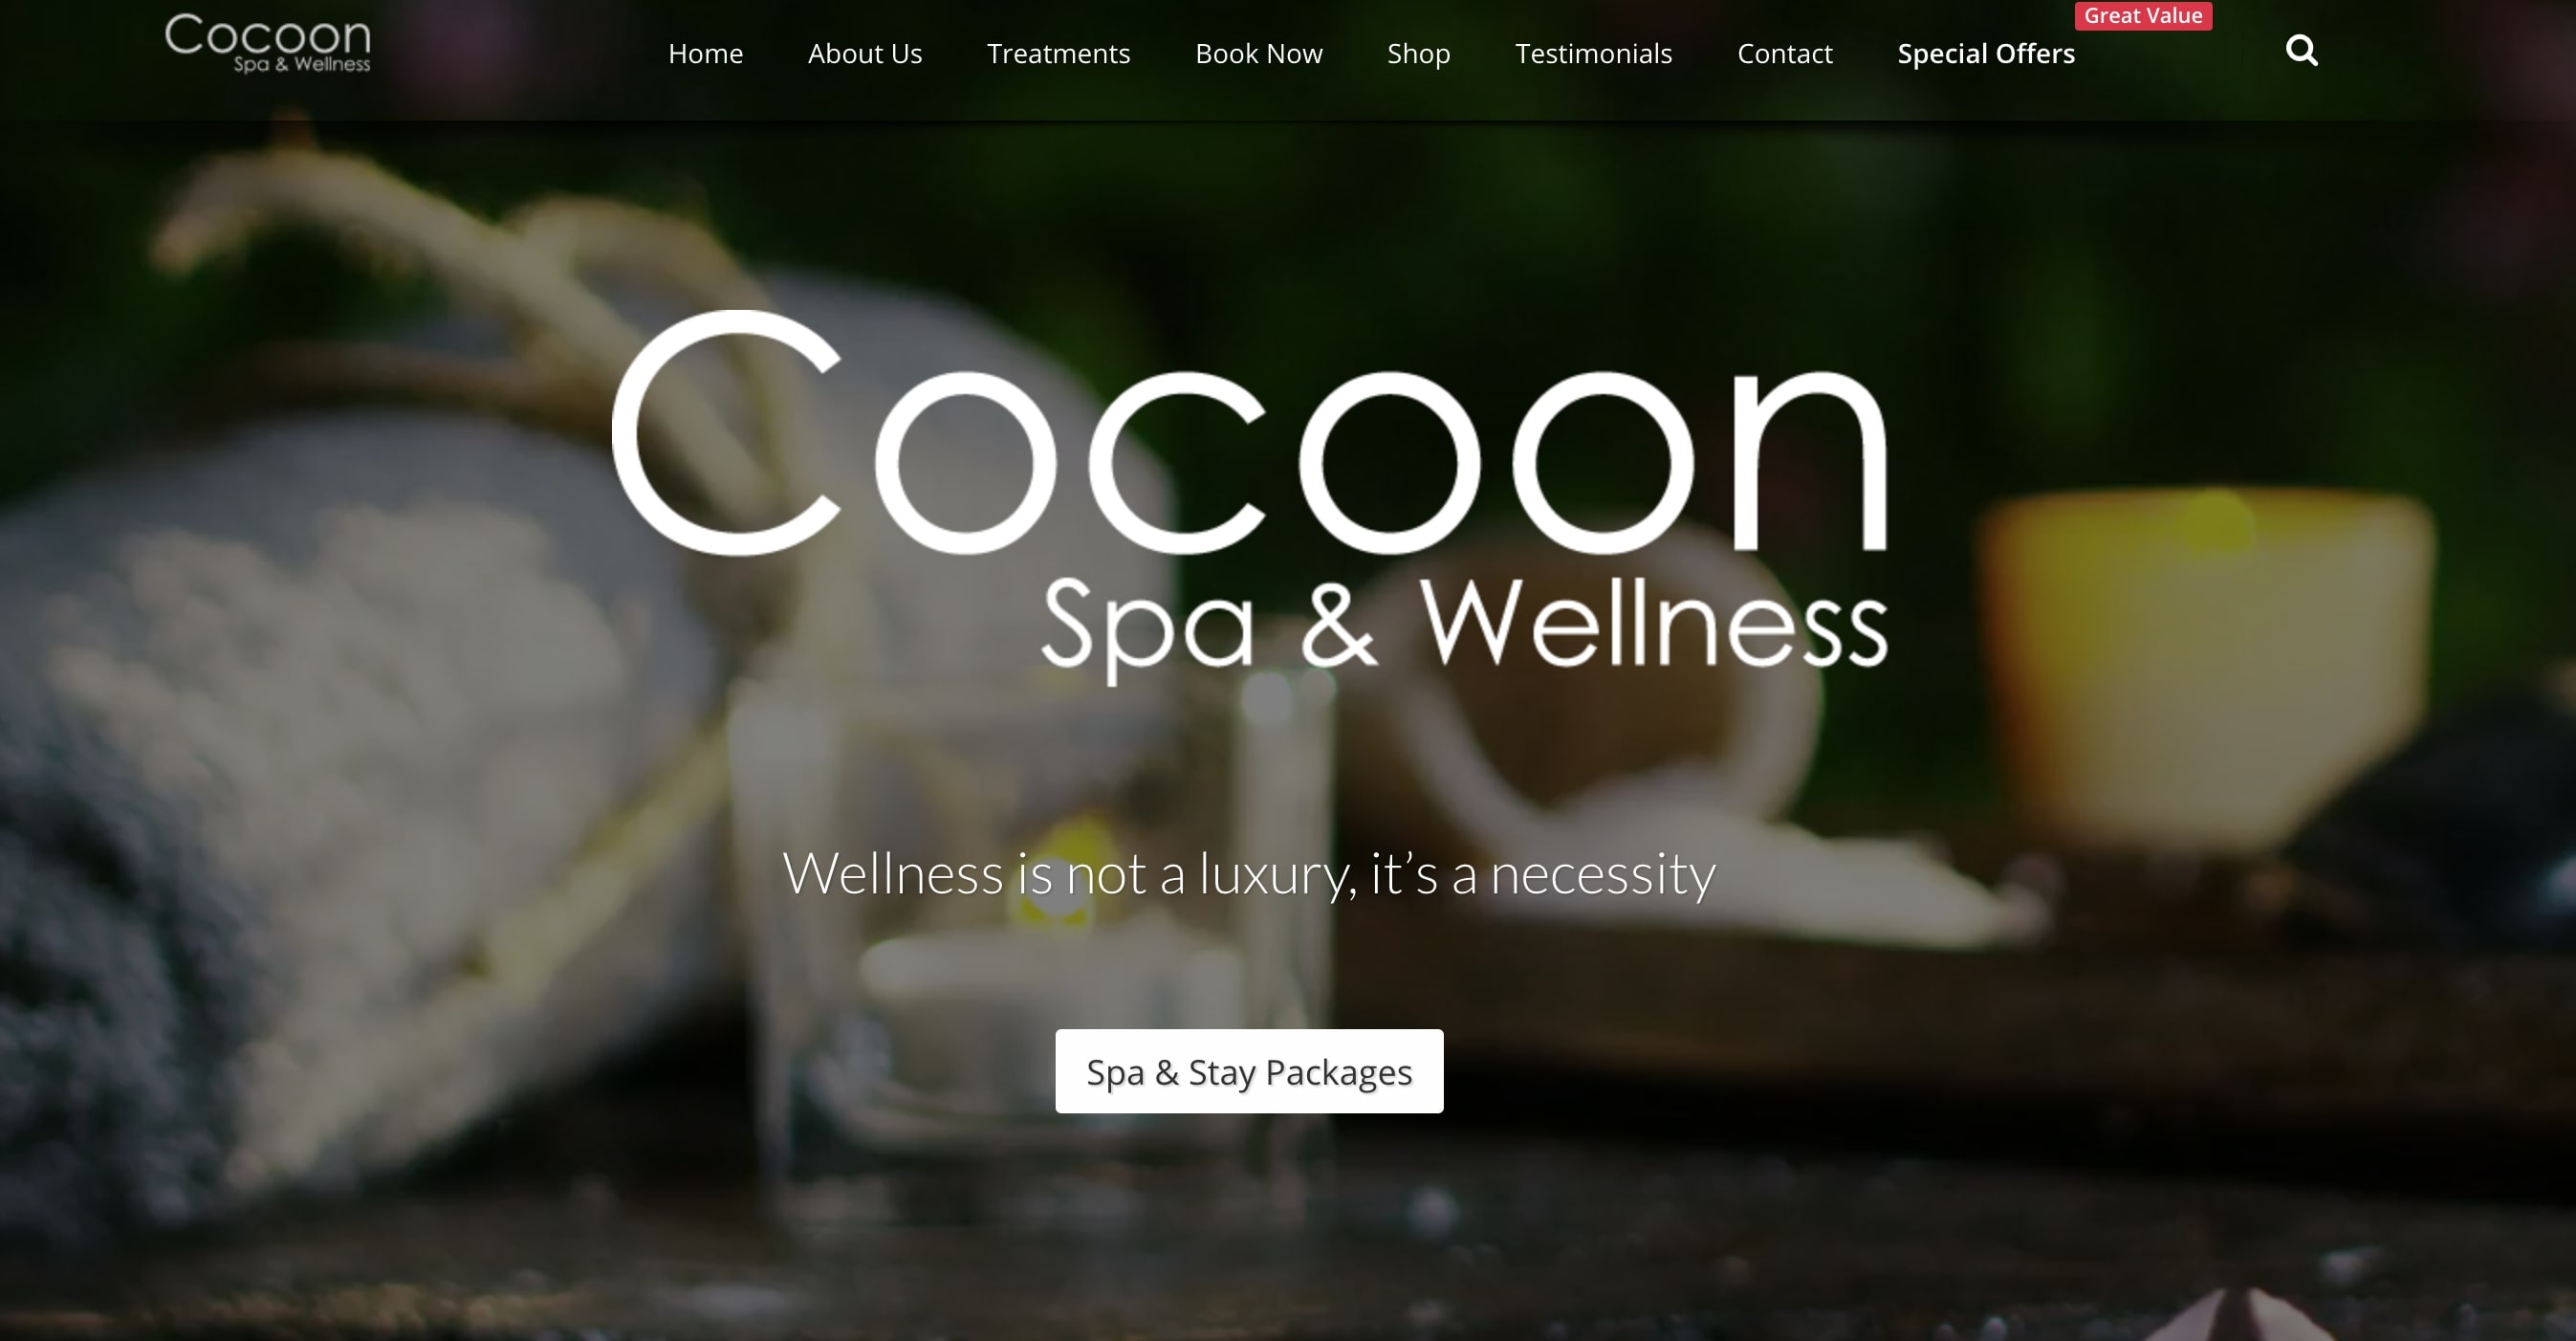 Cocoon
Spa & Wellness
Great Value
Home About Us Treatments Book Now Shop Testimonials Contact Special Offers
Cocoon
Spa & Wellness
Wellness is not a luxury, it’s a necessity
Spa & Stay Packages